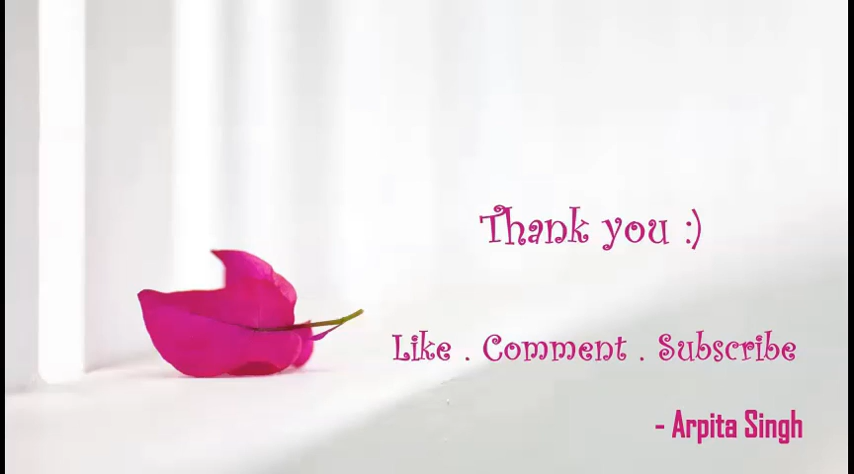 Thank you :)
Like . Comment . Subscribe
- Arpita Singh